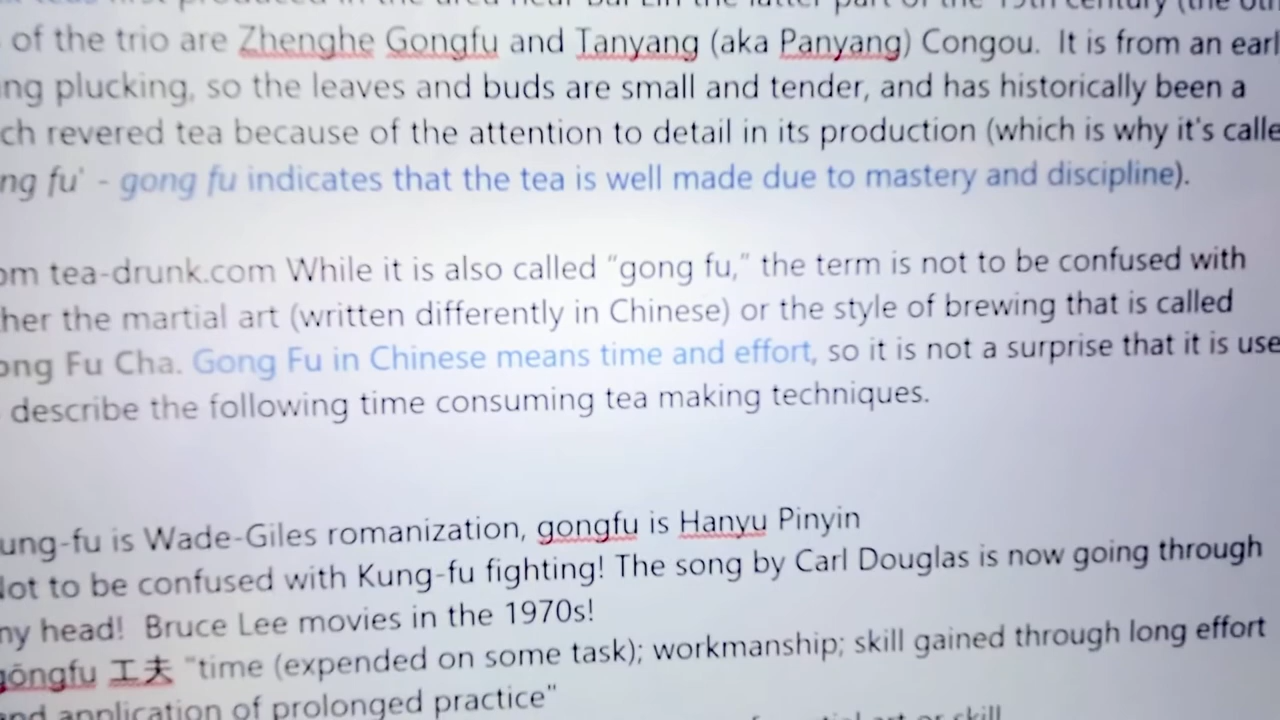 of the trio are Zhenghe Gongfu and Tanyang (aka Panyang) Congou. It is from an earl
ng plucking, so the leaves and buds are small and tender, and has historically been a
ch revered tea because of the attention to detail in its production (which is why it's calle
ng fu' - gong fu indicates that the tea is well made due to mastery and discipline).
om tea-drunk.com While it is also called "gong fu," the term is not to be confused with
her the martial art (written differently in Chinese) or the style of brewing that is called
ong Fu Cha. Gong Fu in Chinese means time and effort, so it is not a surprise that it is use
describe the following time consuming tea making techniques.
ung-fu is Wade-Giles romanization, gongfu is Hanyu Pinyin
Not to be confused with Kung-fu fighting! The song by Carl Douglas is now going through
my head! Bruce Lee movies in the 1970s!
gōngfu 工夫 "time (expended on some task); workmanship; skill gained through long effort
and application of prolonged practice"